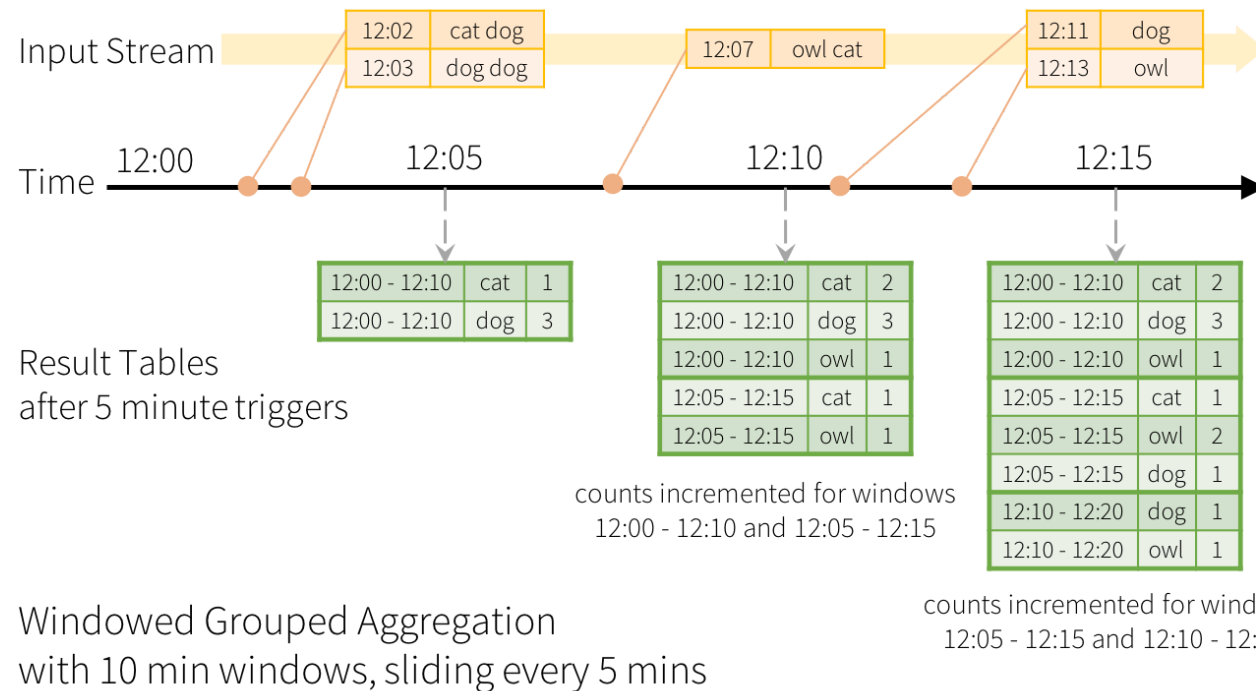 Input Stream
12:02 cat dog
12:03 dog dog
12:07 owl cat
12:11 dog
12:13 owl
Time
12:00
12:05
12:10
12:15
Result Tables
after 5 minute triggers
12:00 - 12:10 cat 1
12:00 - 12:10 dog 3
12:00 - 12:10 cat 2
12:00 - 12:10 dog 3
12:00 - 12:10 owl 1
12:05 - 12:15 cat 1
12:05 - 12:15 owl 1
counts incremented for windows
12:00 - 12:10 and 12:05 - 12:15
12:00 - 12:10 cat 2
12:00 - 12:10 dog 3
12:00 - 12:10 owl 1
12:05 - 12:15 cat 1
12:05 - 12:15 owl 2
12:05 - 12:15 dog 1
12:10 - 12:20 dog 1
12:10 - 12:20 owl 1
counts incremented for wind
12:05 - 12:15 and 12:10 - 12:
Windowed Grouped Aggregation
with 10 min windows, sliding every 5 mins